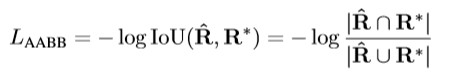 L_AABB = − log IoU(R̂, R*) = − log |R̂ ∩ R*| / |R̂ ∪ R*|